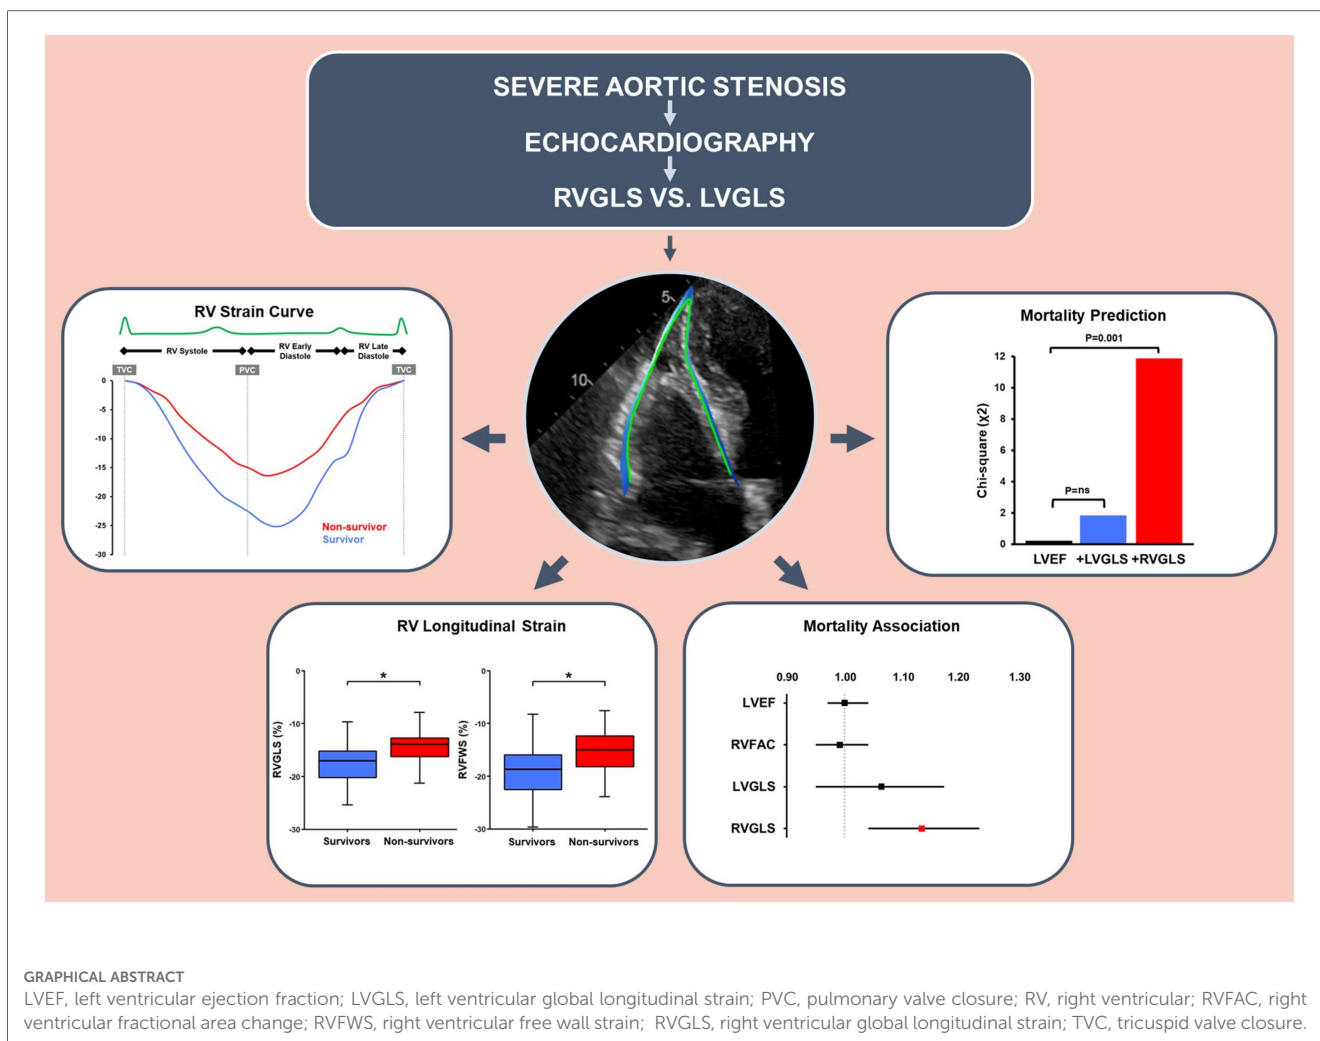 SEVERE AORTIC STENOSIS
ECHOCARDIOGRAPHY
RVGLS VS. LVGLS
RV Strain Curve
RV Systole
RV Early
Diastole
RV Late
Diastole
TVC
PVC
TVC
0
-5
-10
-15
-20
-25
-30
Non-survivor
Survivor
5
10
Mortality Prediction
P=0.001
P=ns
Chi-square (χ2)
12
10
8
6
4
2
0
LVEF +LVGLS +RVGLS
RV Longitudinal Strain
*
RVGLS (%)
0
-10
-20
-30
Survivors Non-survivors
*
RVFWS (%)
0
-10
-20
-30
Survivors Non-survivors
Mortality Association
0.90 1.00 1.10 1.20 1.30
LVEF
RVFAC
LVGLS
RVGLS
GRAPHICAL ABSTRACT
LVEF, left ventricular ejection fraction; LVGLS, left ventricular global longitudinal strain; PVC, pulmonary valve closure; RV, right ventricular; RVFAC, right
ventricular fractional area change; RVFWS, right ventricular free wall strain; RVGLS, right ventricular global longitudinal strain; TVC, tricuspid valve closure.